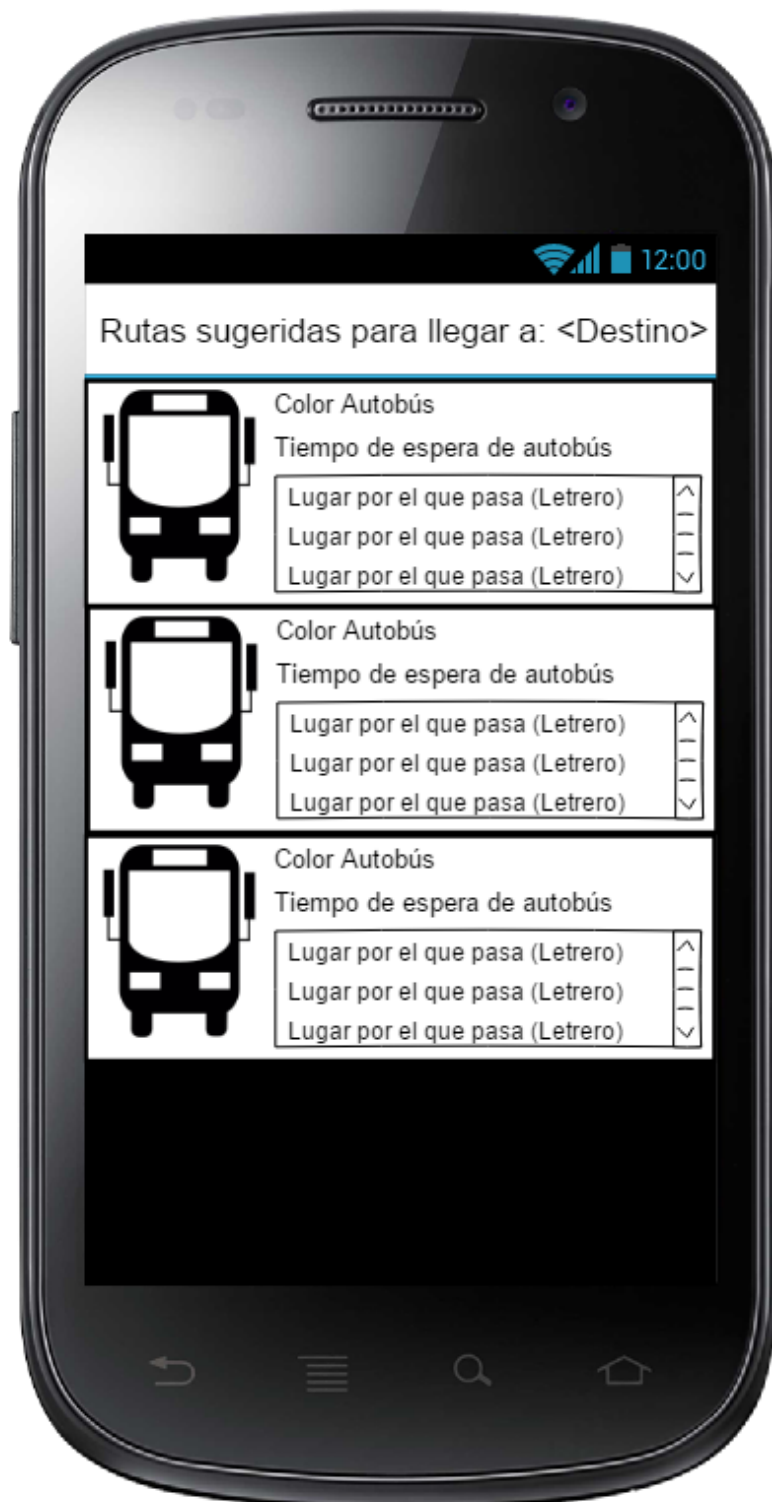 12:00
Rutas sugeridas para llegar a: <Destino>
Color Autobús
Tiempo de espera de autobús
Lugar por el que pasa (Letrero)
Lugar por el que pasa (Letrero)
Lugar por el que pasa (Letrero)
Color Autobús
Tiempo de espera de autobús
Lugar por el que pasa (Letrero)
Lugar por el que pasa (Letrero)
Lugar por el que pasa (Letrero)
Color Autobús
Tiempo de espera de autobús
Lugar por el que pasa (Letrero)
Lugar por el que pasa (Letrero)
Lugar por el que pasa (Letrero)